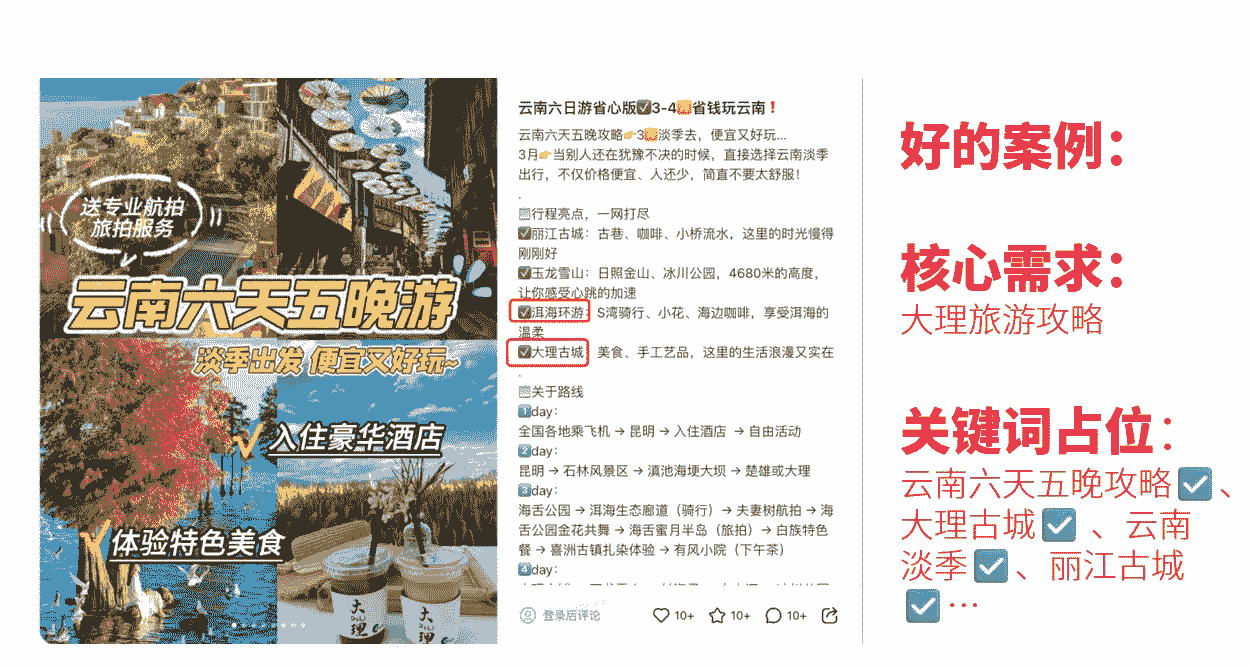 送专业航拍
旅拍服务
云南六天五晚游
淡季出发 便宜又好玩~
入住豪华酒店
体验特色美食
大理
大理
云南六日游省心版☑3-4🈷省钱玩云南❗
云南六天五晚攻略👉3🈷淡季去，便宜又好玩...
3月👉当别人还在犹豫不决的时候，直接选择云南淡季
出行，不仅价格便宜、人还少，简直不要太舒服！
.
行程亮点，一网打尽
☑丽江古城：古巷、咖啡、小桥流水，这里的时光慢得
刚刚好
☑玉龙雪山：日照金山、冰川公园，4680米的高度，
让你感受心跳的加速
☑洱海环游：S湾骑行、小花、海边咖啡，享受洱海的
温柔
☑大理古城：美食、手工艺品，这里的生活浪漫又实在
.
关于路线
1️⃣day：
全国各地乘飞机 → 昆明 → 入住酒店 → 自由活动
2️⃣day：
昆明 → 石林风景区 → 滇池海埂大坝 → 楚雄或大理
3️⃣day：
海舌公园 → 洱海生态廊道（骑行）→ 夫妻树航拍 → 海
舌公园金花共舞 → 海舌蜜月半岛（旅拍）→ 白族特色
餐 → 喜洲古镇扎染体验 → 有风小院（下午茶）
4️⃣day：
登录后评论
10+
10+
10+
好的案例：
核心需求：
大理旅游攻略
关键词占位：
云南六天五晚攻略☑、
大理古城☑、云南
淡季☑、丽江古城
☑···